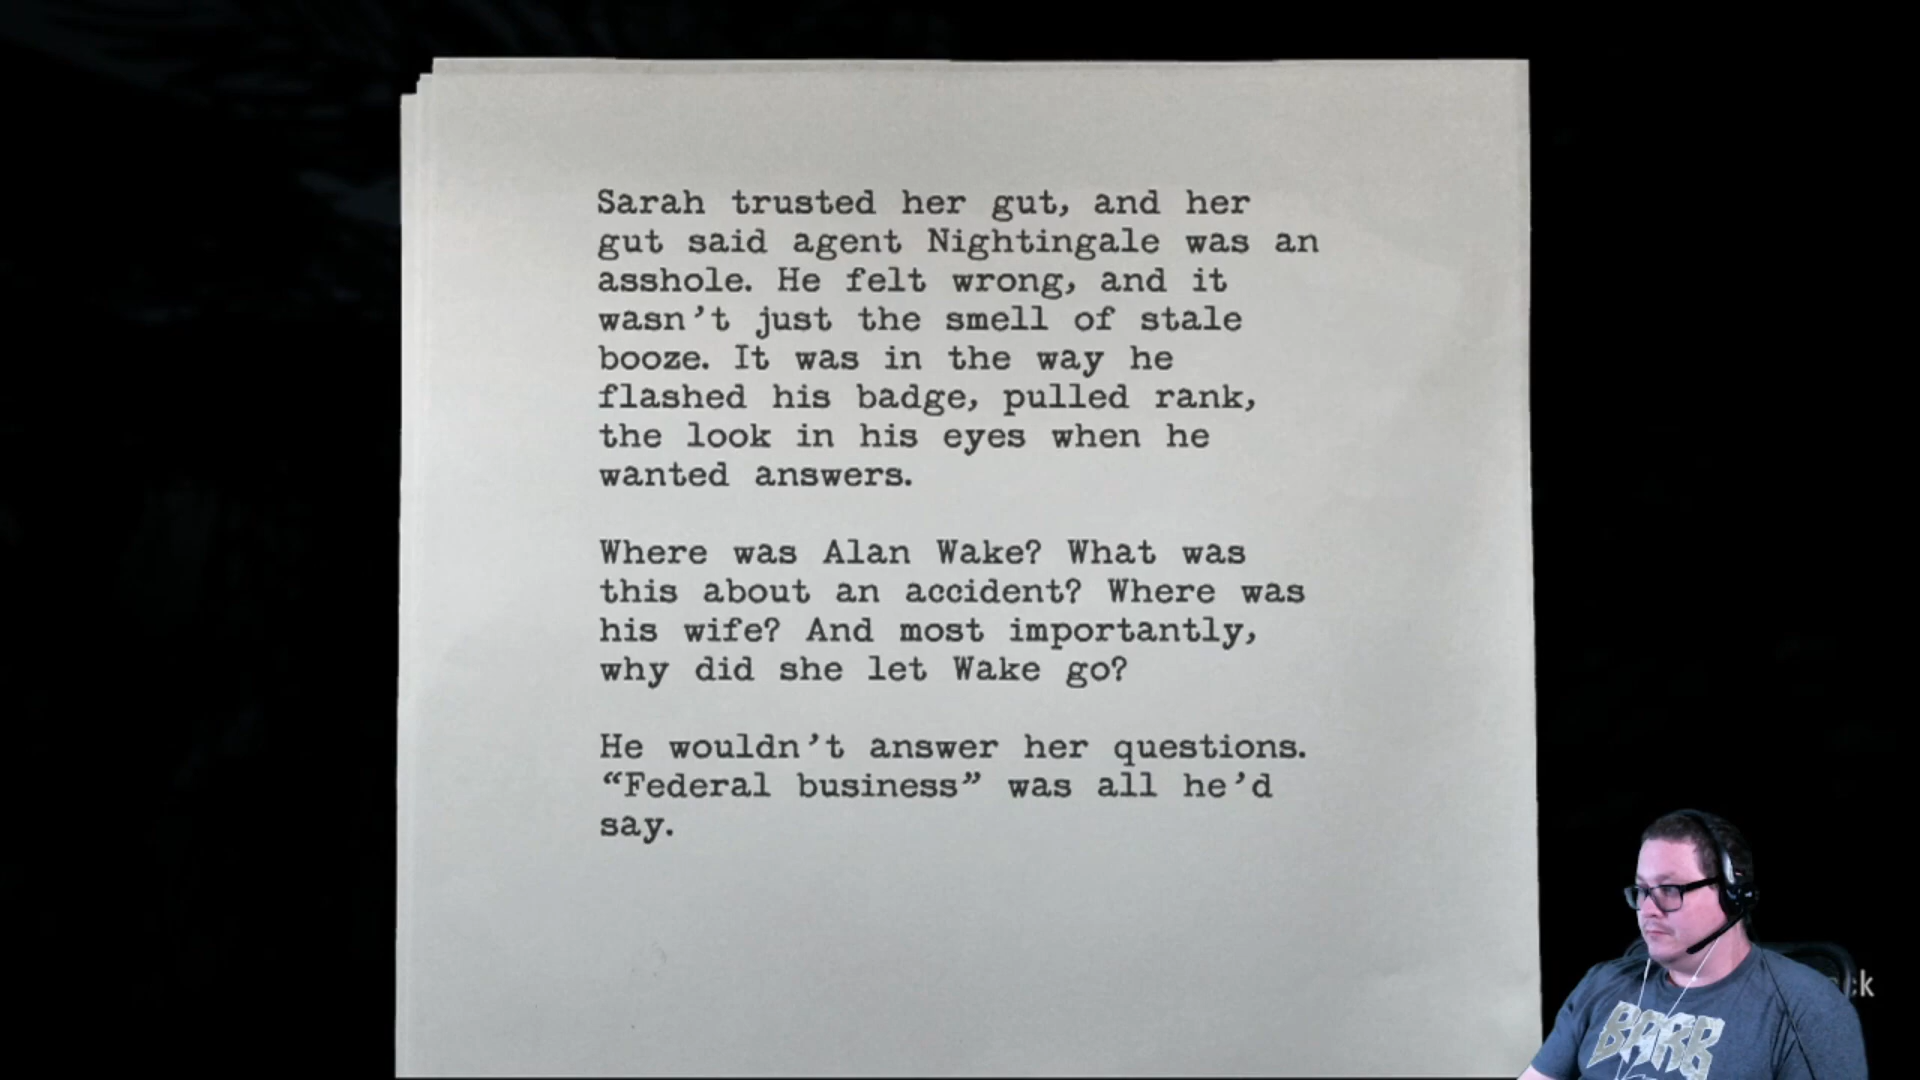 Sarah trusted her gut, and her
gut said agent Nightingale was an
asshole. He felt wrong, and it
wasn’t just the smell of stale
booze. It was in the way he
flashed his badge, pulled rank,
the look in his eyes when he
wanted answers.
Where was Alan Wake? What was
this about an accident? Where was
his wife? And most importantly,
why did she let Wake go?
He wouldn’t answer her questions.
“Federal business” was all he’d
say.